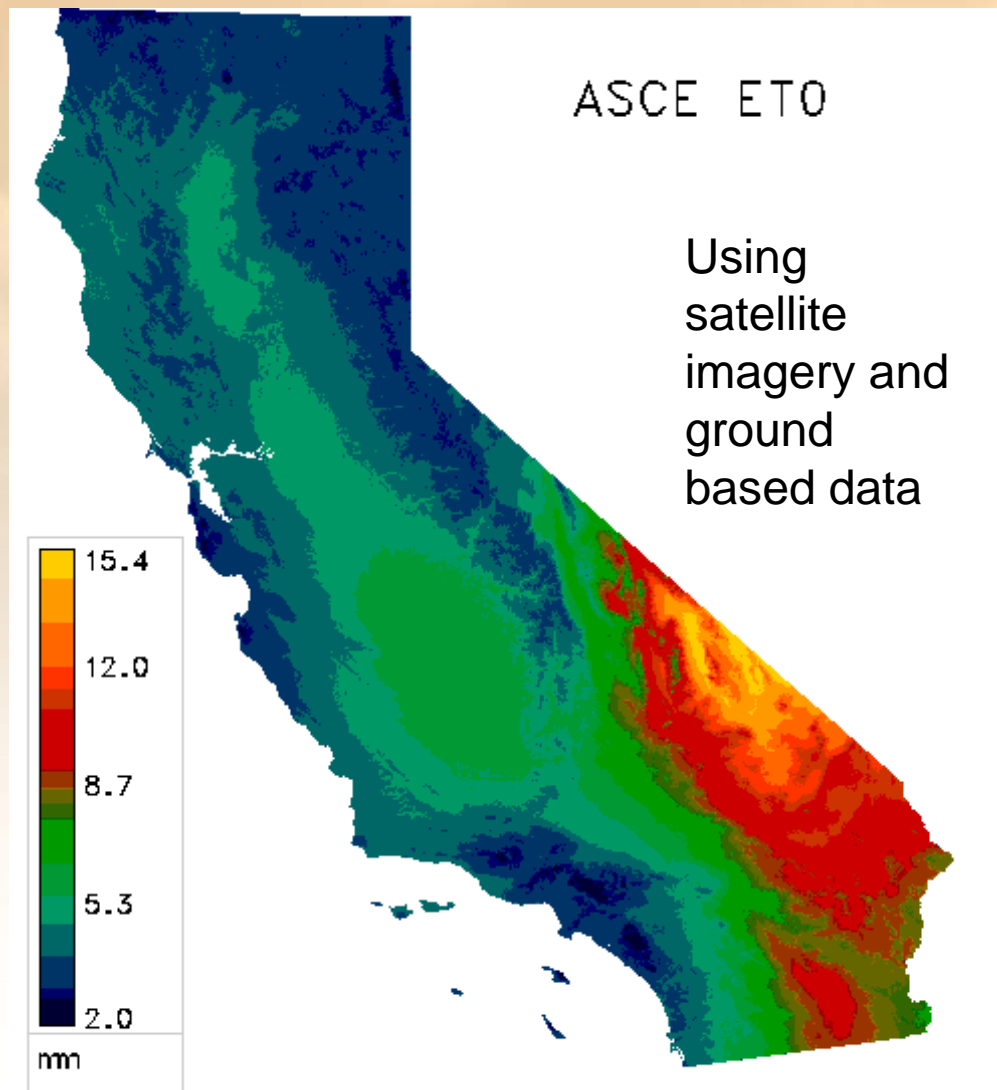 ASCE ETO
Using
satellite
imagery and
ground
based data
15.4
12.0
8.7
5.3
2.0
mm